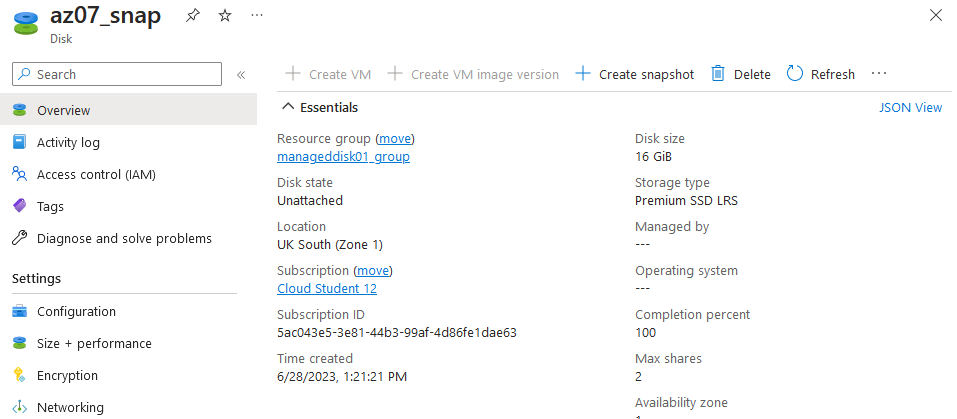 az07_snap
Disk
Search
Overview
Activity log
Access control (IAM)
Tags
Diagnose and solve problems
Settings
Configuration
Size + performance
Encryption
Networking
Create VM
Create VM image version
Create snapshot
Delete
Refresh
Essentials
JSON View
Resource group (move)
manageddisk01_group
Disk state
Unattached
Location
UK South (Zone 1)
Subscription (move)
Cloud Student 12
Subscription ID
5ac043e5-3e81-44b3-99af-4d86fe1dae63
Time created
6/28/2023, 1:21:21 PM
Disk size
16 GiB
Storage type
Premium SSD LRS
Managed by
---
Operating system
---
Completion percent
100
Max shares
2
Availability zone